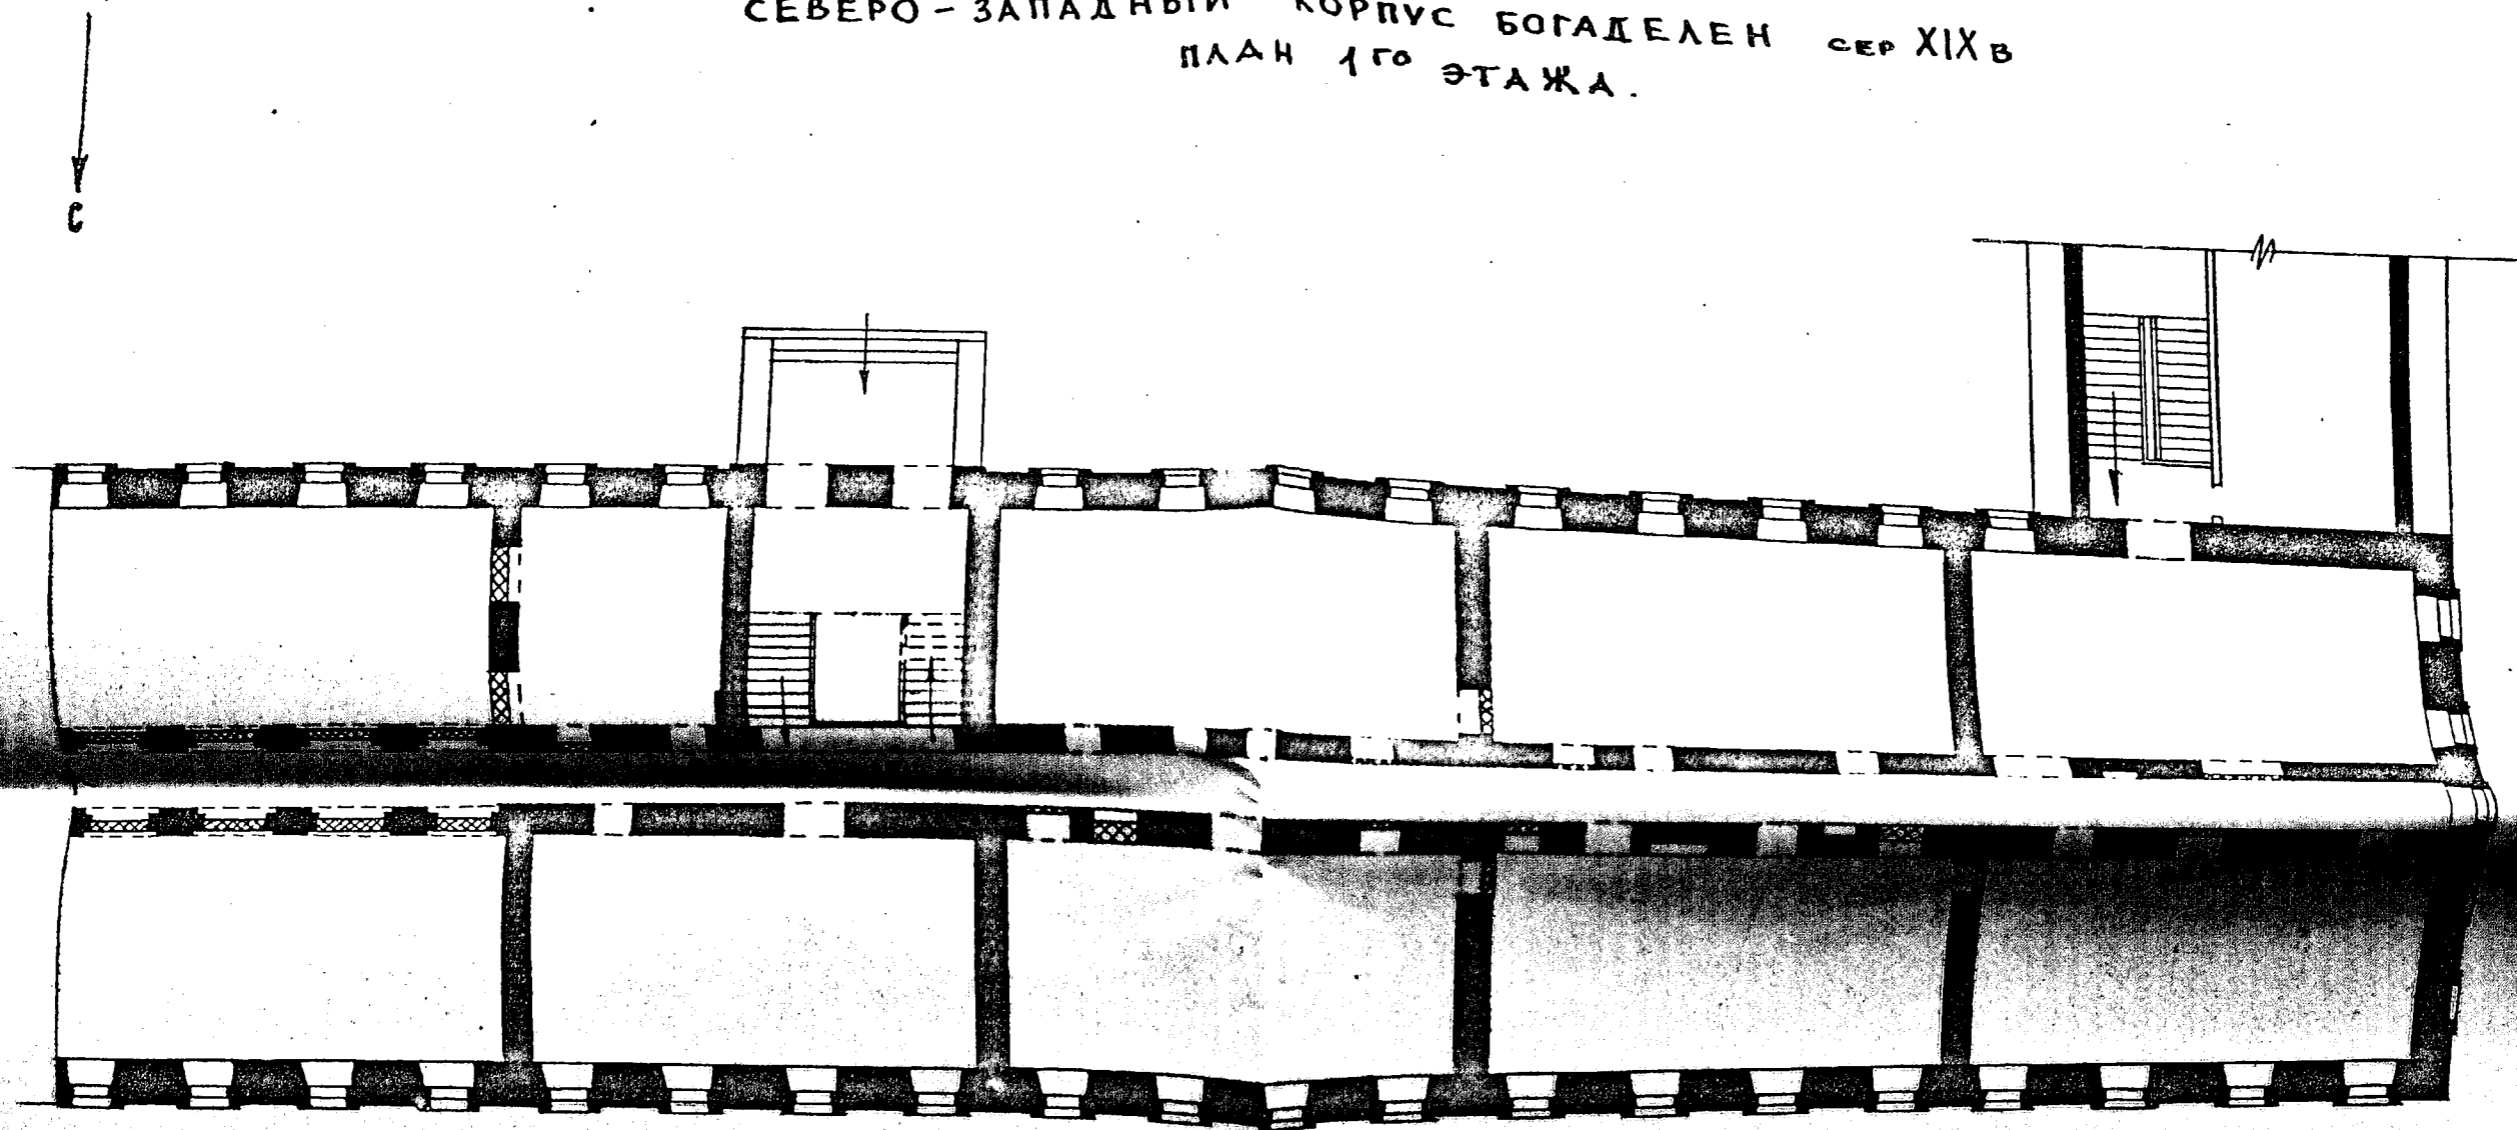 СЕВЕРО-ЗАПАДНЫЙ КОРПУС БОГАДЕЛЕН СЕР XIX В
ПЛАН 1ГО ЭТАЖА.
С